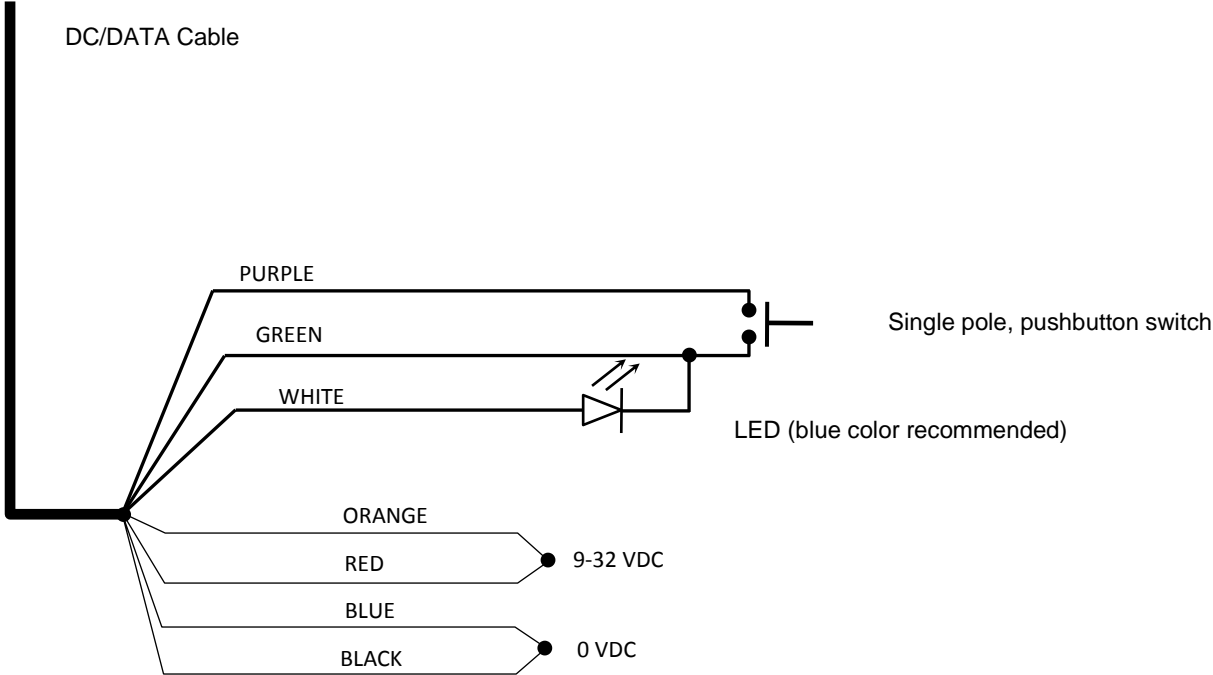 DC/DATA Cable
PURPLE
GREEN
Single pole, pushbutton switch
WHITE
LED (blue color recommended)
ORANGE
RED
9-32 VDC
BLUE
BLACK
0 VDC